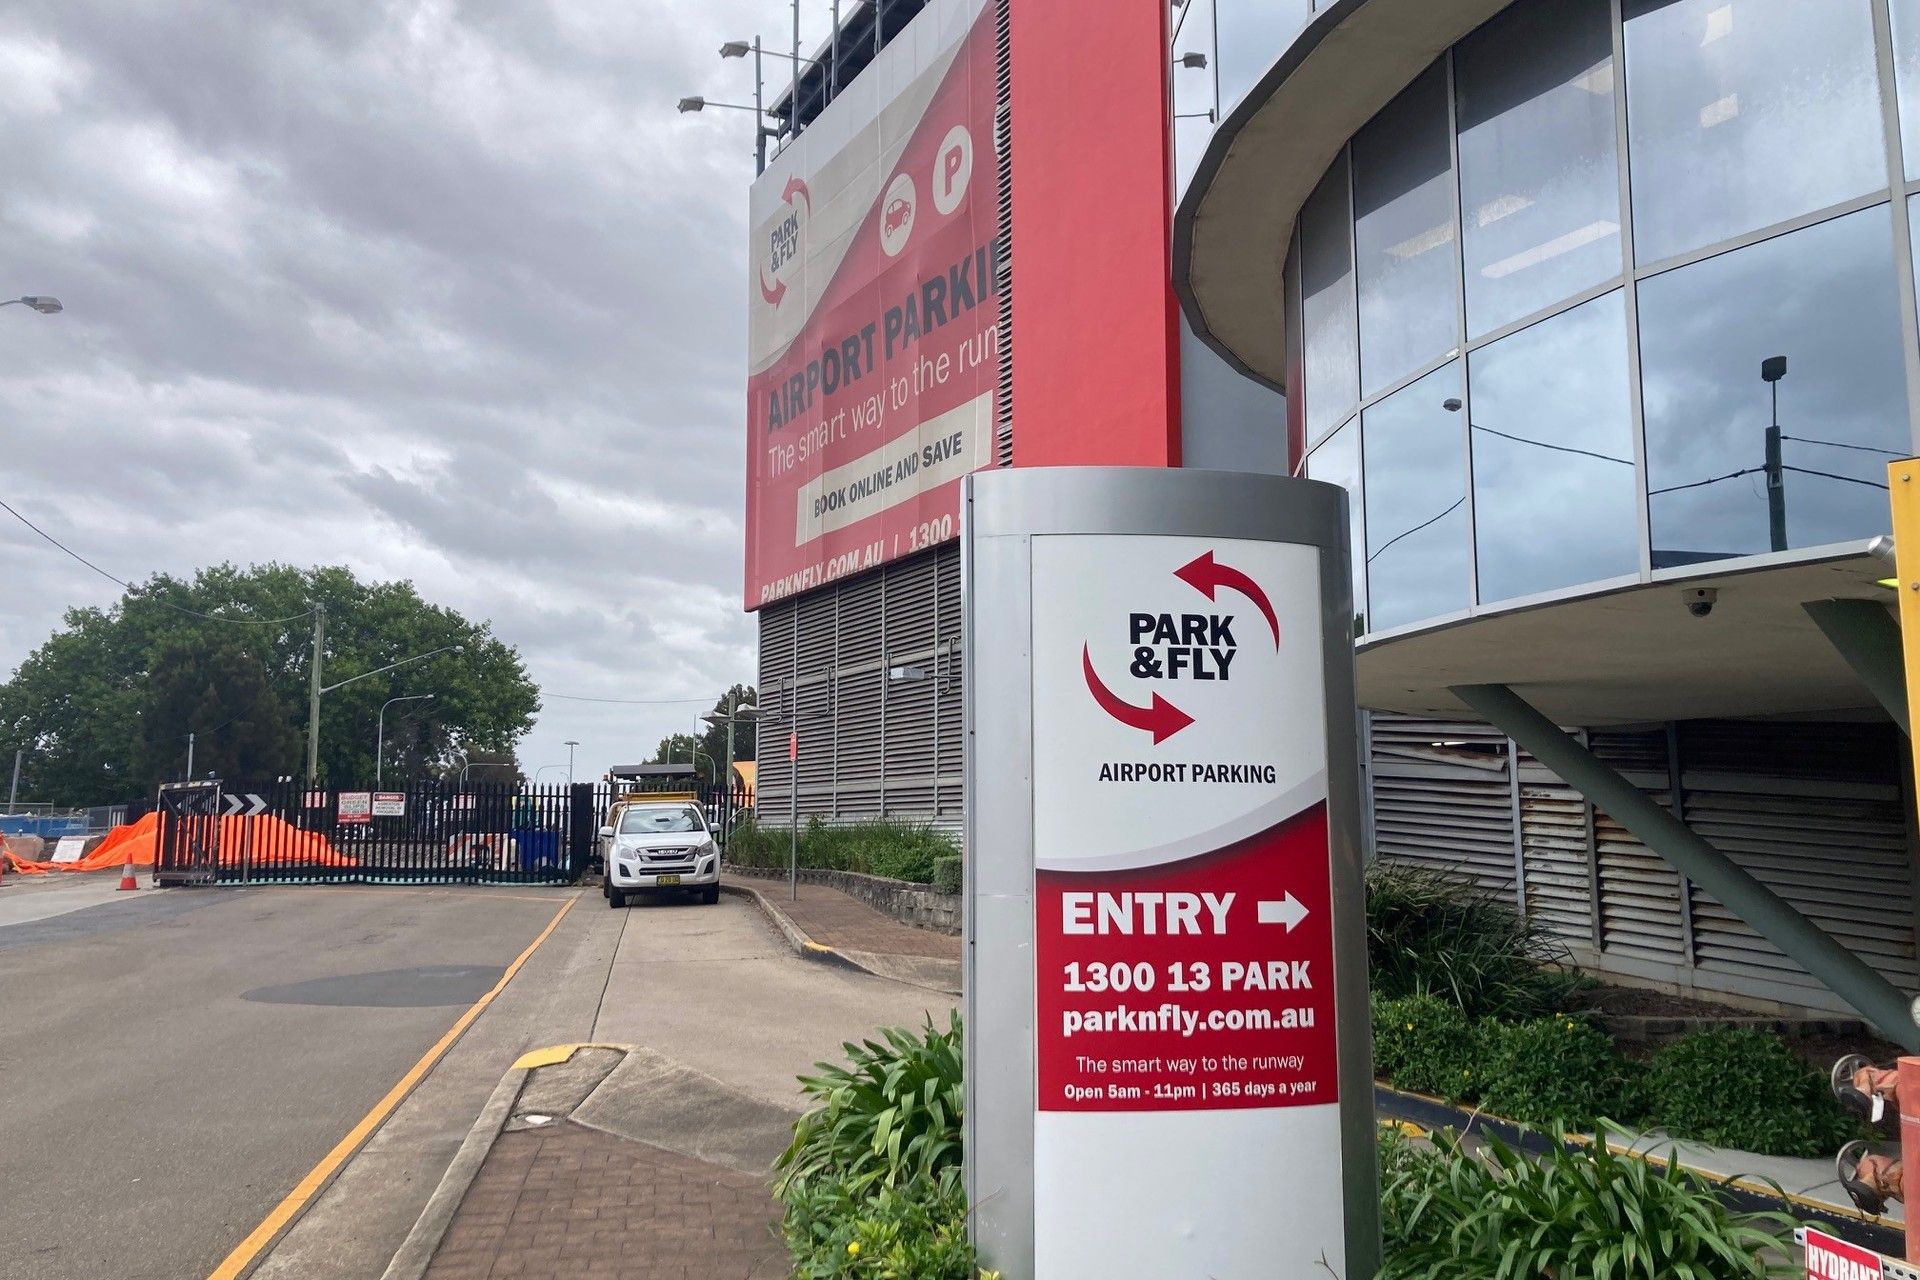 PARK
&FLY
P
AIRPORT PARKI
The smart way to the run
BOOK ONLINE AND SAVE
PARKNFLY.COM.AU | 1300
PARK
&FLY
AIRPORT PARKING
ENTRY
1300 13 PARK
parknfly.com.au
The smart way to the runway
Open 5am - 11pm | 365 days a year
DANGER
ISUZU
HYDRANT